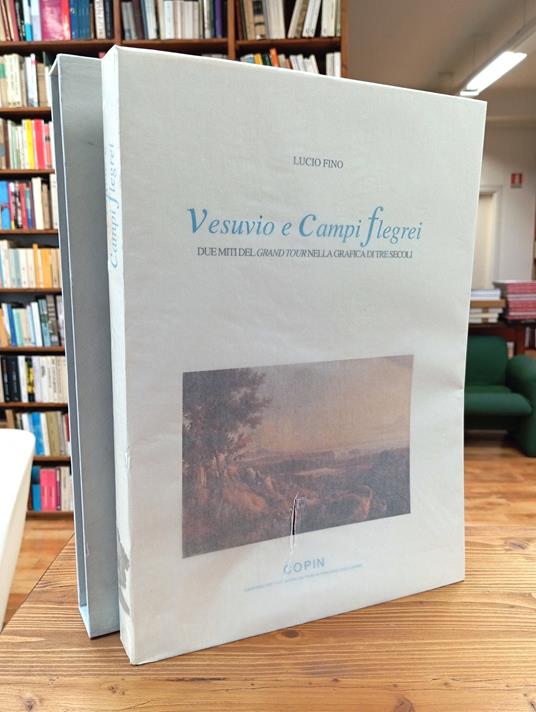 LUCIO FINO
Vesuvio e Campi flegrei
DUE MITI DEL GRAND TOUR NELLA GRAFICA DI TRE SECOLI
COPIN
Campi flegrei